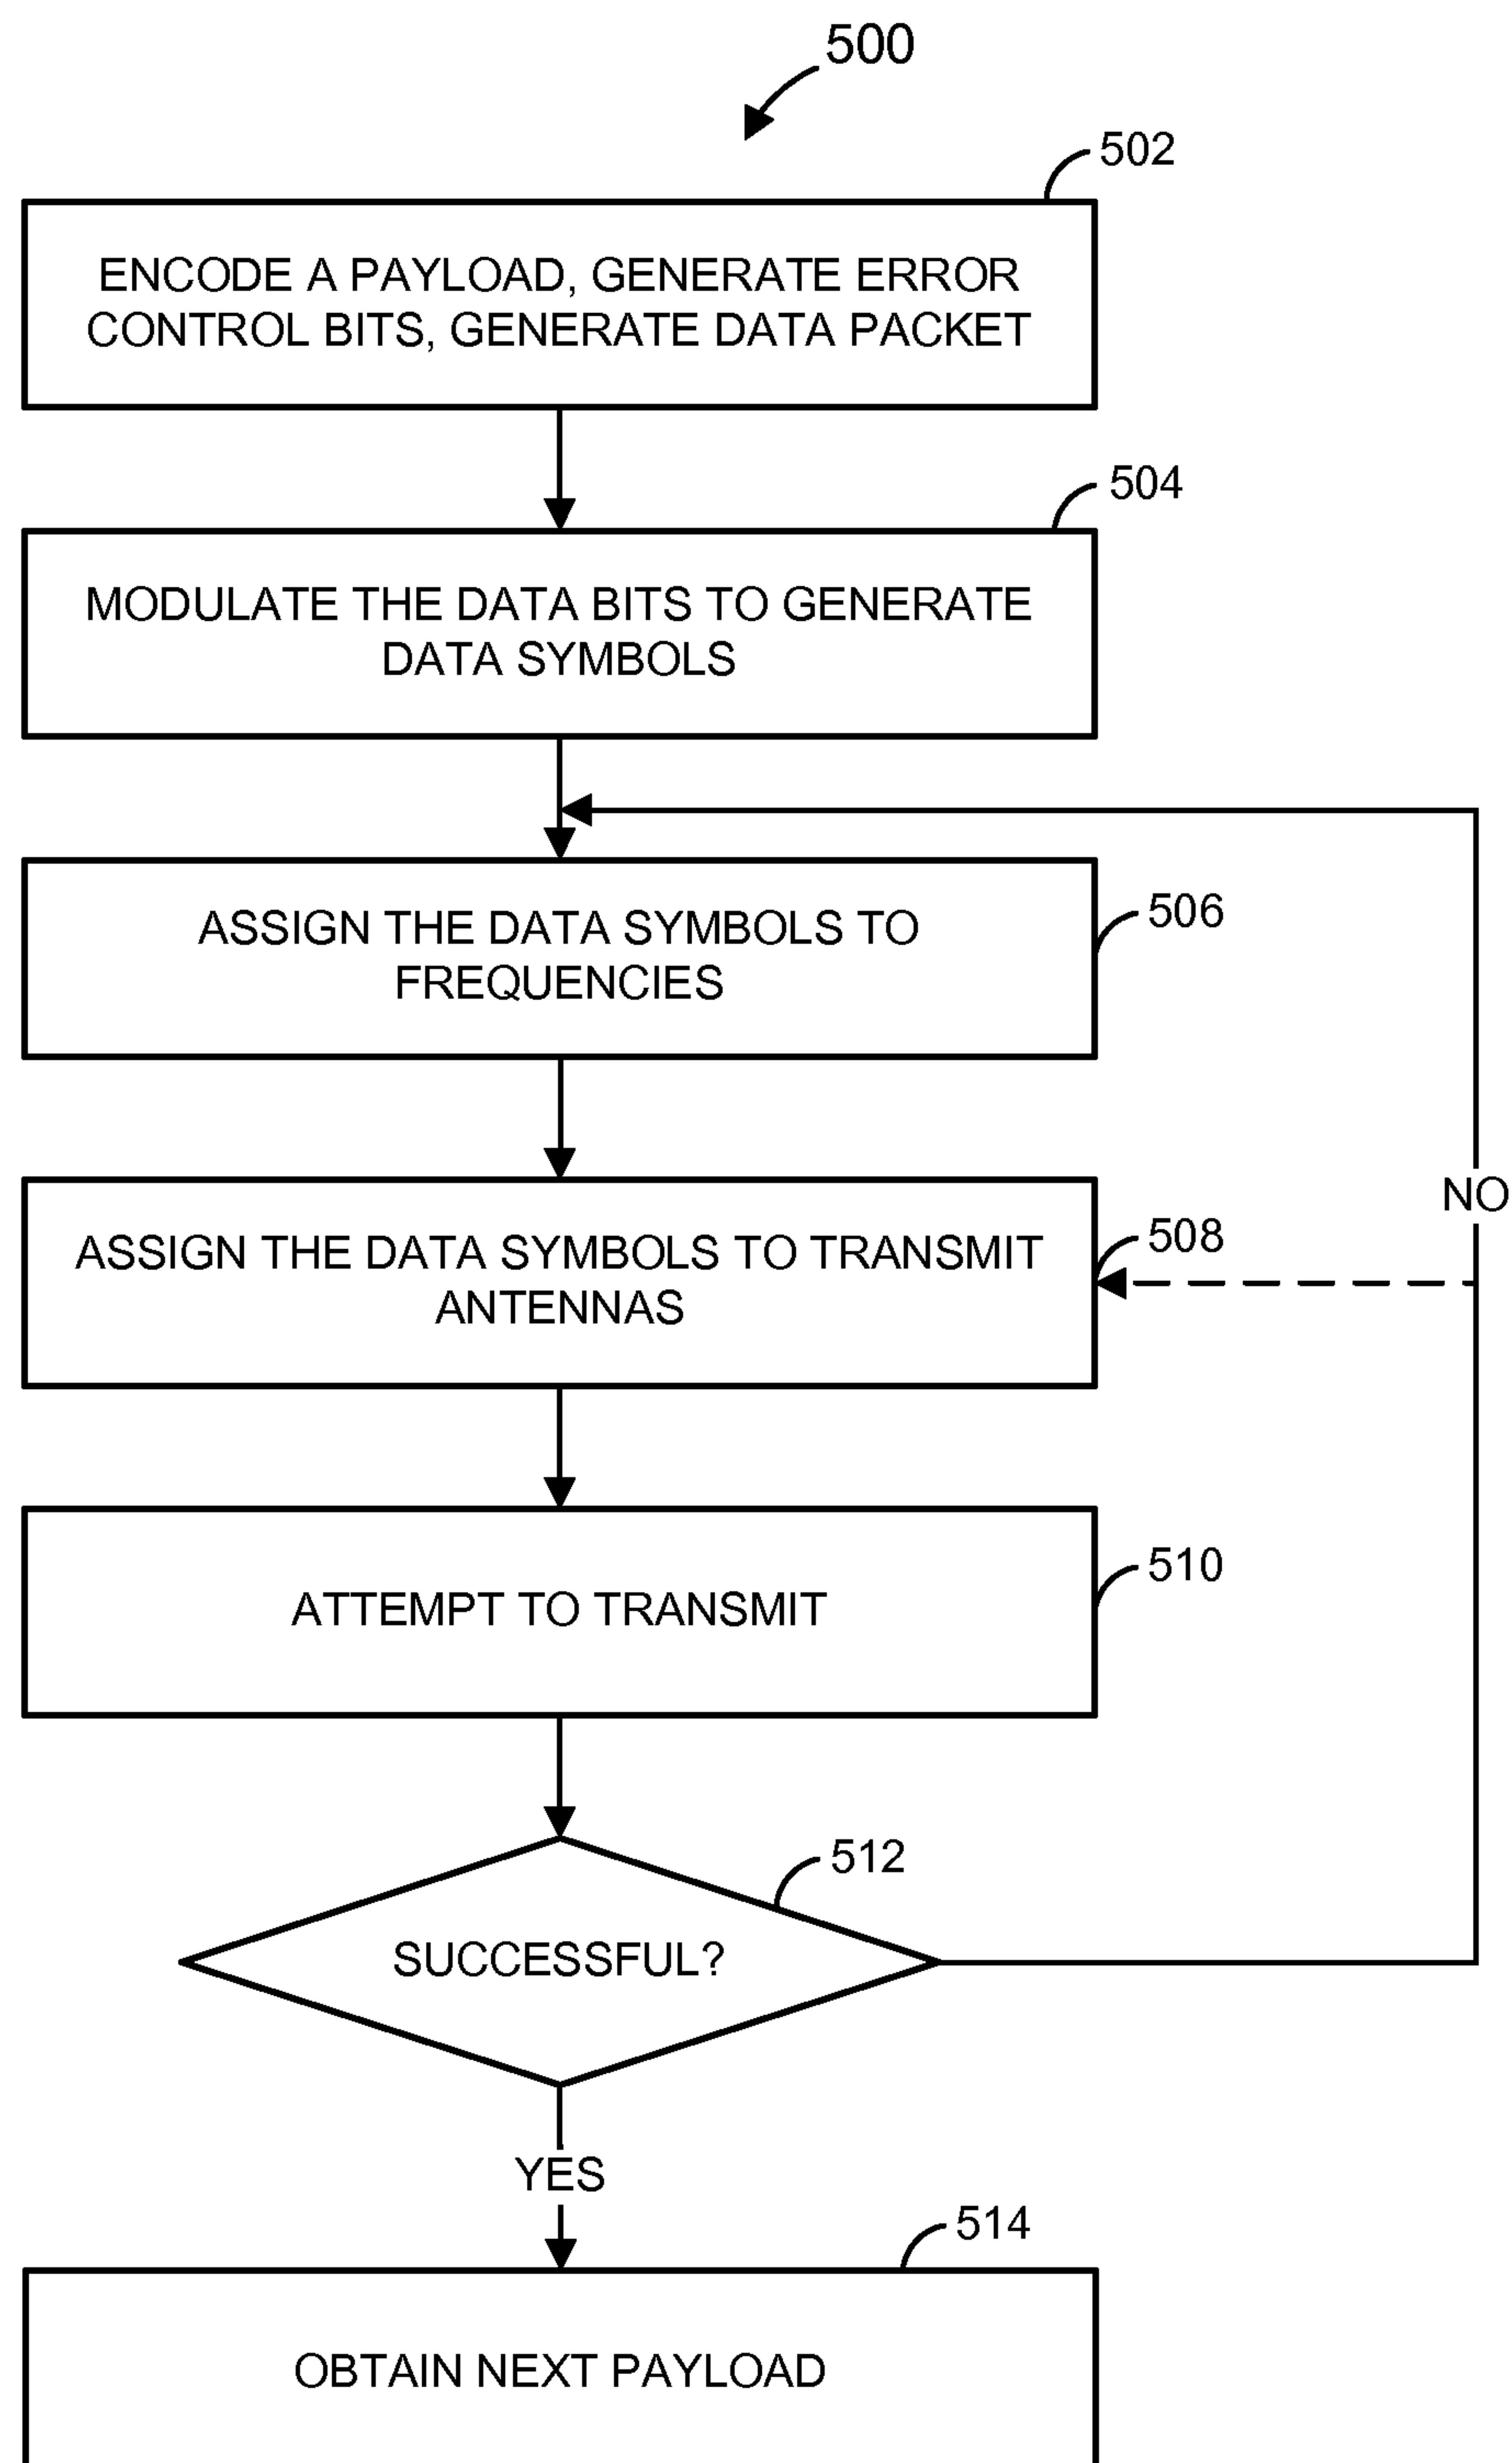 500
502
ENCODE A PAYLOAD, GENERATE ERROR
CONTROL BITS, GENERATE DATA PACKET
504
MODULATE THE DATA BITS TO GENERATE
DATA SYMBOLS
506
ASSIGN THE DATA SYMBOLS TO
FREQUENCIES
NO
508
ASSIGN THE DATA SYMBOLS TO TRANSMIT
ANTENNAS
510
ATTEMPT TO TRANSMIT
512
SUCCESSFUL?
YES
514
OBTAIN NEXT PAYLOAD